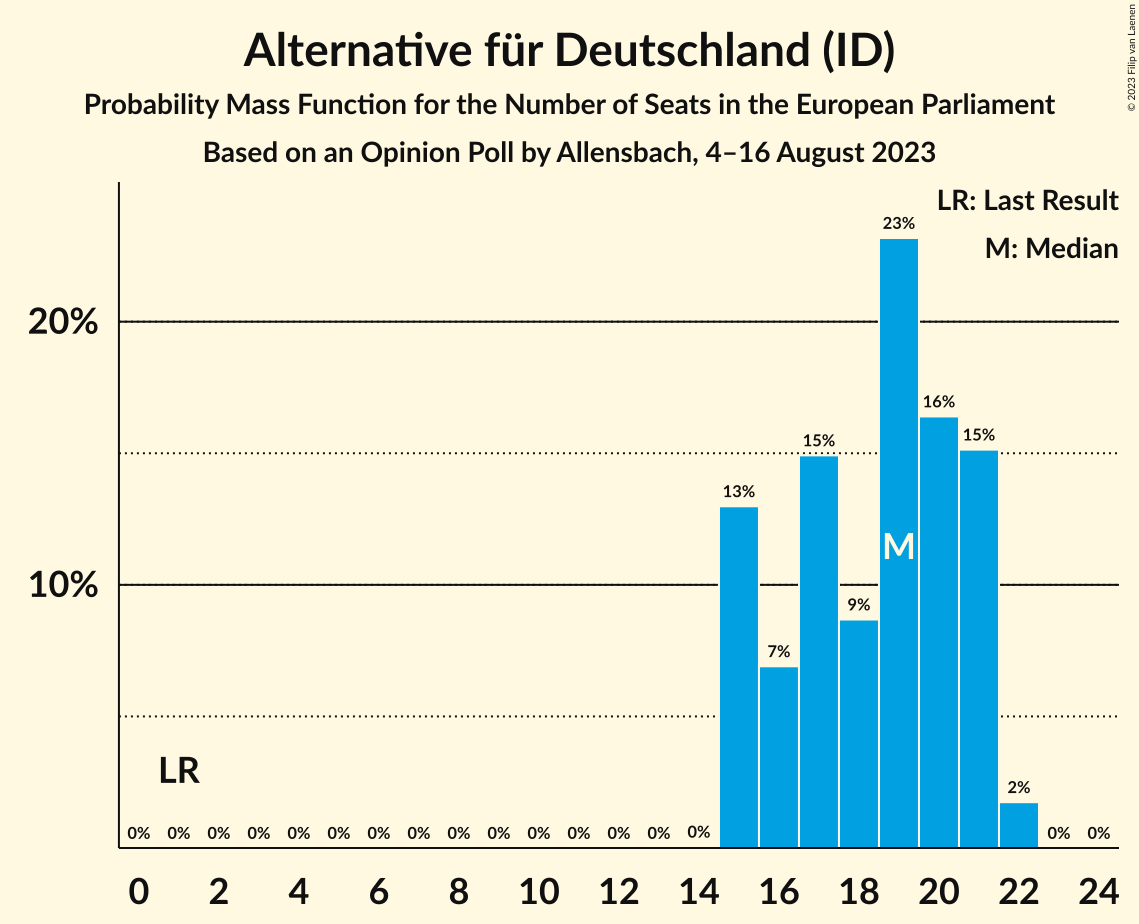 Alternative für Deutschland (ID)
Probability Mass Function for the Number of Seats in the European Parliament
Based on an Opinion Poll by Allensbach, 4–16 August 2023
© 2023 Filip van Laenen
LR: Last Result
M: Median
20%
10%
23%
16%
15%
15%
13%
M
9%
7%
LR
2%
0% 0% 0% 0% 0% 0% 0% 0% 0% 0% 0% 0% 0% 0% 0% 0% 0%
0 2 4 6 8 10 12 14 16 18 20 22 24